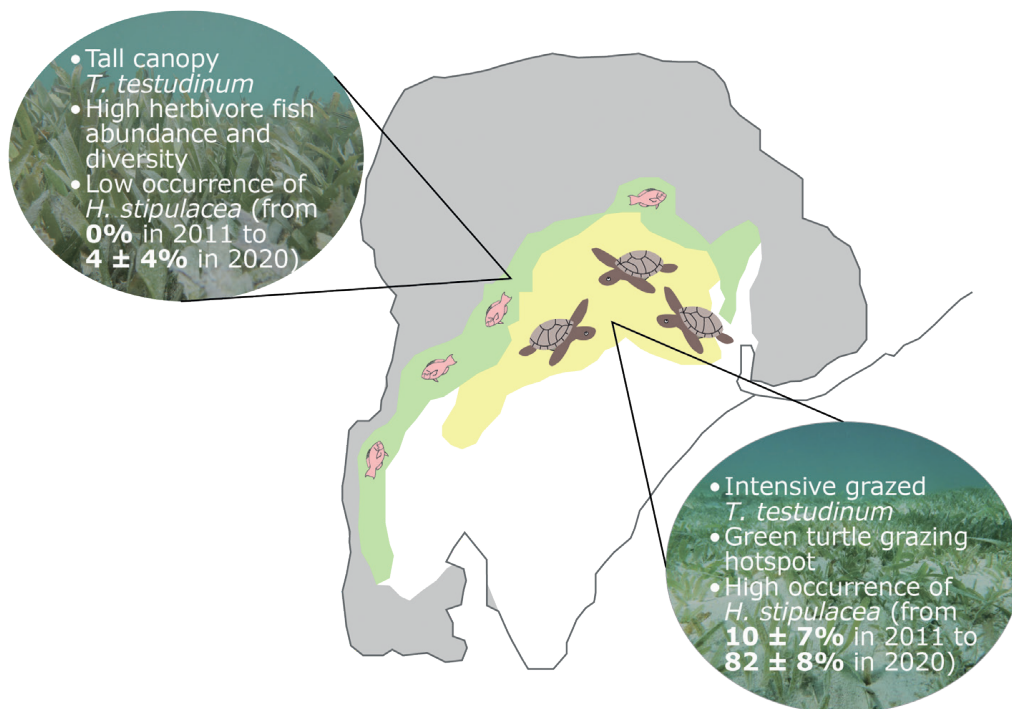 • Tall canopy
T. testudinum
• High herbivore fish
abundance and
diversity
• Low occurrence of
H. stipulacea (from
0% in 2011 to
4 ± 4% in 2020)
• Intensive grazed
T. testudinum
• Green turtle grazing
hotspot
• High occurrence of
H. stipulacea (from
10 ± 7% in 2011 to
82 ± 8% in 2020)